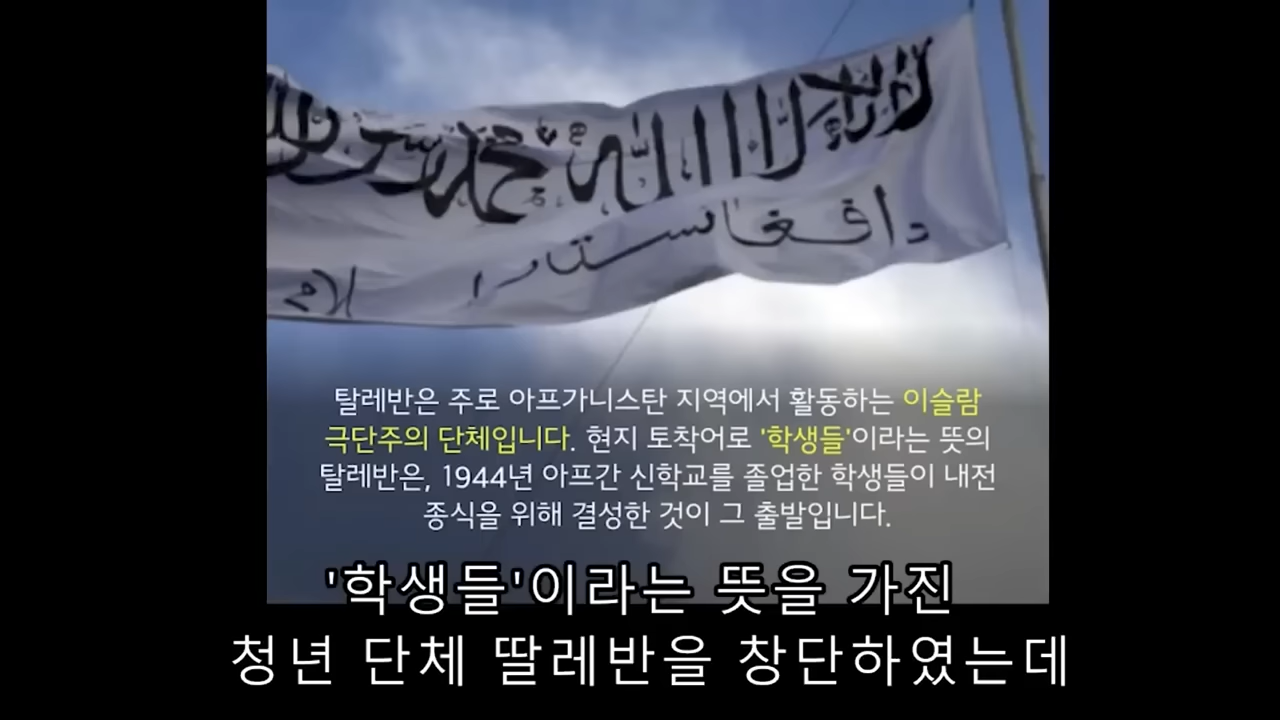 لا إله إلا الله محمد رسول الله
د افغانستان اسلام
탈레반은 주로 아프가니스탄 지역에서 활동하는 이슬람
극단주의 단체입니다. 현지 토착어로 '학생들'이라는 뜻의
탈레반은, 1944년 아프간 신학교를 졸업한 학생들이 내전
종식을 위해 결성한 것이 그 출발입니다.
'학생들'이라는 뜻을 가진
청년 단체 딸레반을 창단하였는데